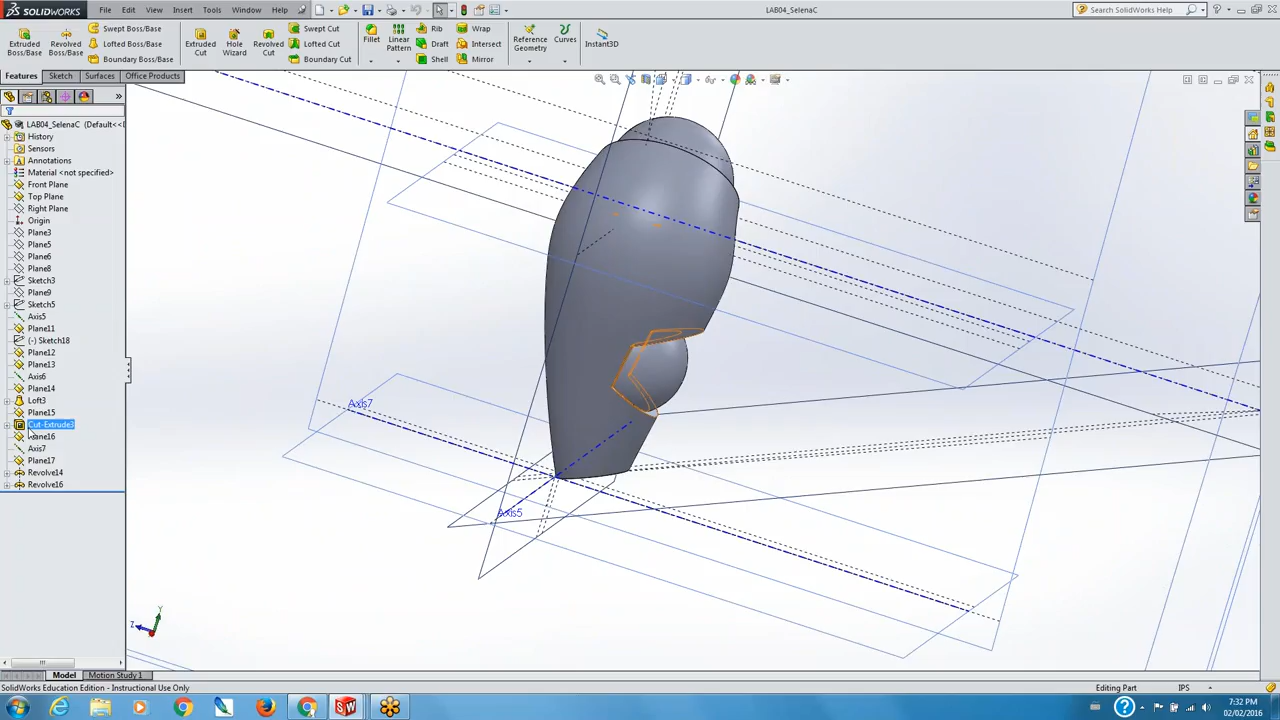 SOLIDWORKS
File Edit View Insert Tools Window Help
LAB04_SelenaC
Search SolidWorks Help
Extruded Boss/Base
Revolved Boss/Base
Swept Boss/Base
Lofted Boss/Base
Boundary Boss/Base
Extruded Cut
Hole Wizard
Revolved Cut
Swept Cut
Lofted Cut
Boundary Cut
Fillet
Linear Pattern
Rib
Draft
Shell
Wrap
Intersect
Mirror
Reference Geometry
Curves
Instant3D
Features Sketch Surfaces Office Products
LAB04_SelenaC (Default<<D
History
Sensors
Annotations
Material <not specified>
Front Plane
Top Plane
Right Plane
Origin
Plane3
Plane5
Plane6
Plane8
Sketch3
Plane9
Sketch5
Axis5
Plane11
(-) Sketch18
Plane12
Plane13
Axis6
Plane14
Loft3
Plane15
Cut-Extrude3
Plane16
Axis7
Plane17
Revolve14
Revolve16
Axis7
Axis5
Y
Z
Model Motion Study 1
SolidWorks Education Edition - Instructional Use Only
Editing Part
IPS
7:32 PM
02/02/2016